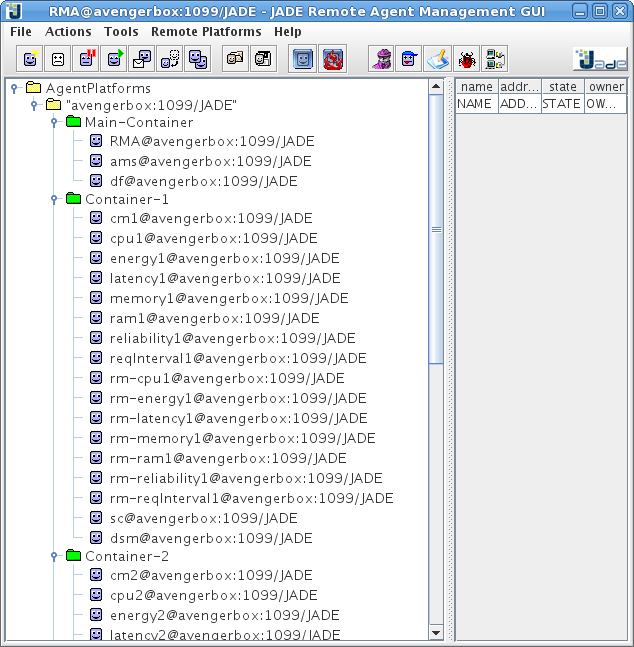 RMA@avengerbox:1099/JADE - JADE Remote Agent Management GUI
File Actions Tools Remote Platforms Help
Jade
AgentPlatforms
"avengerbox:1099/JADE"
Main-Container
RMA@avengerbox:1099/JADE
ams@avengerbox:1099/JADE
df@avengerbox:1099/JADE
Container-1
cm1@avengerbox:1099/JADE
cpu1@avengerbox:1099/JADE
energy1@avengerbox:1099/JADE
latency1@avengerbox:1099/JADE
memory1@avengerbox:1099/JADE
ram1@avengerbox:1099/JADE
reliability1@avengerbox:1099/JADE
reqInterval1@avengerbox:1099/JADE
rm-cpu1@avengerbox:1099/JADE
rm-energy1@avengerbox:1099/JADE
rm-latency1@avengerbox:1099/JADE
rm-memory1@avengerbox:1099/JADE
rm-ram1@avengerbox:1099/JADE
rm-reliability1@avengerbox:1099/JADE
rm-reqInterval1@avengerbox:1099/JADE
sc@avengerbox:1099/JADE
dsm@avengerbox:1099/JADE
Container-2
cm2@avengerbox:1099/JADE
cpu2@avengerbox:1099/JADE
energy2@avengerbox:1099/JADE
latency2@avengerbox:1099/JADE
name addr... state owner
NAME ADD... STATE OW...